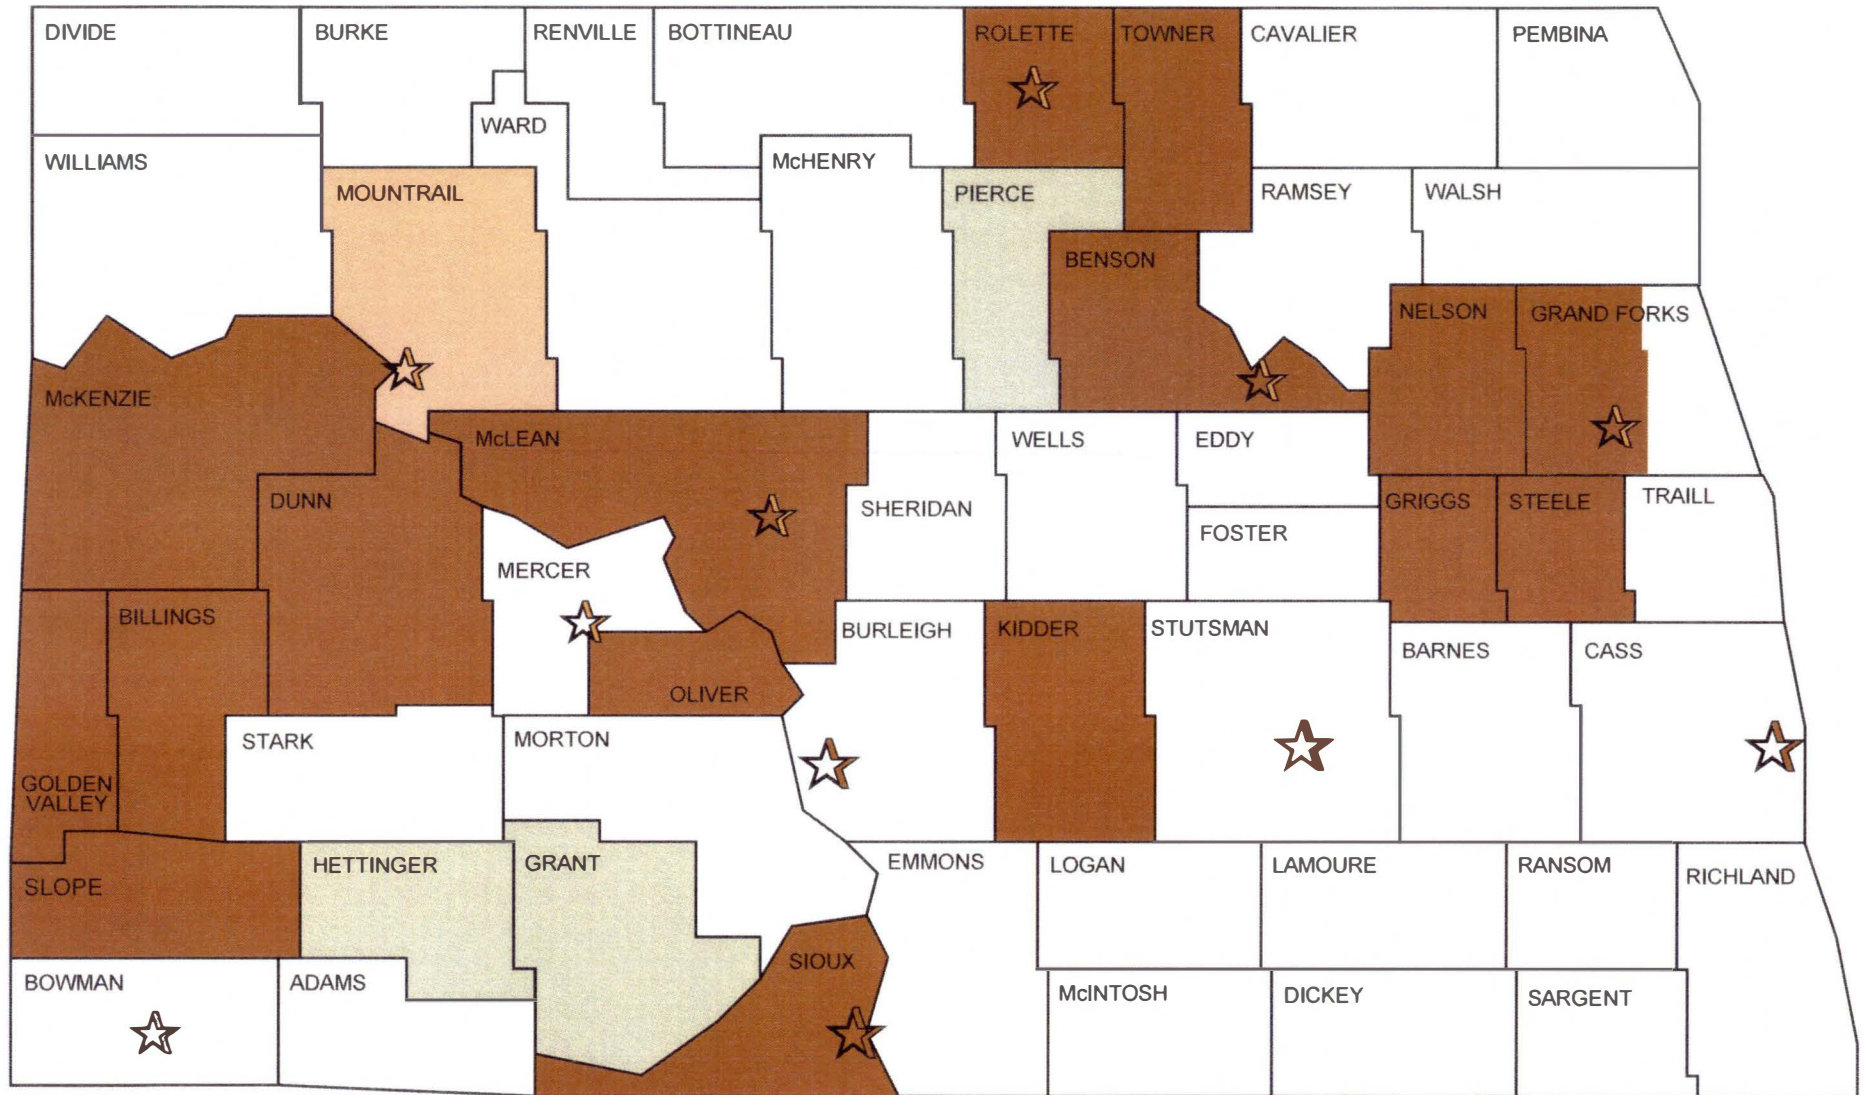 DIVIDE
BURKE
RENVILLE
BOTTINEAU
ROLETTE
TOWNER
CAVALIER
PEMBINA
WARD
WILLIAMS
McHENRY
MOUNTRAIL
PIERCE
RAMSEY
WALSH
BENSON
NELSON
GRAND FORKS
McKENZIE
McLEAN
WELLS
EDDY
DUNN
SHERIDAN
GRIGGS
STEELE
TRAILL
FOSTER
MERCER
BILLINGS
BURLEIGH
KIDDER
STUTSMAN
BARNES
CASS
OLIVER
STARK
MORTON
GOLDEN
VALLEY
HETTINGER
GRANT
EMMONS
LOGAN
LAMOURE
RANSOM
RICHLAND
SLOPE
SIOUX
BOWMAN
ADAMS
McINTOSH
DICKEY
SARGENT